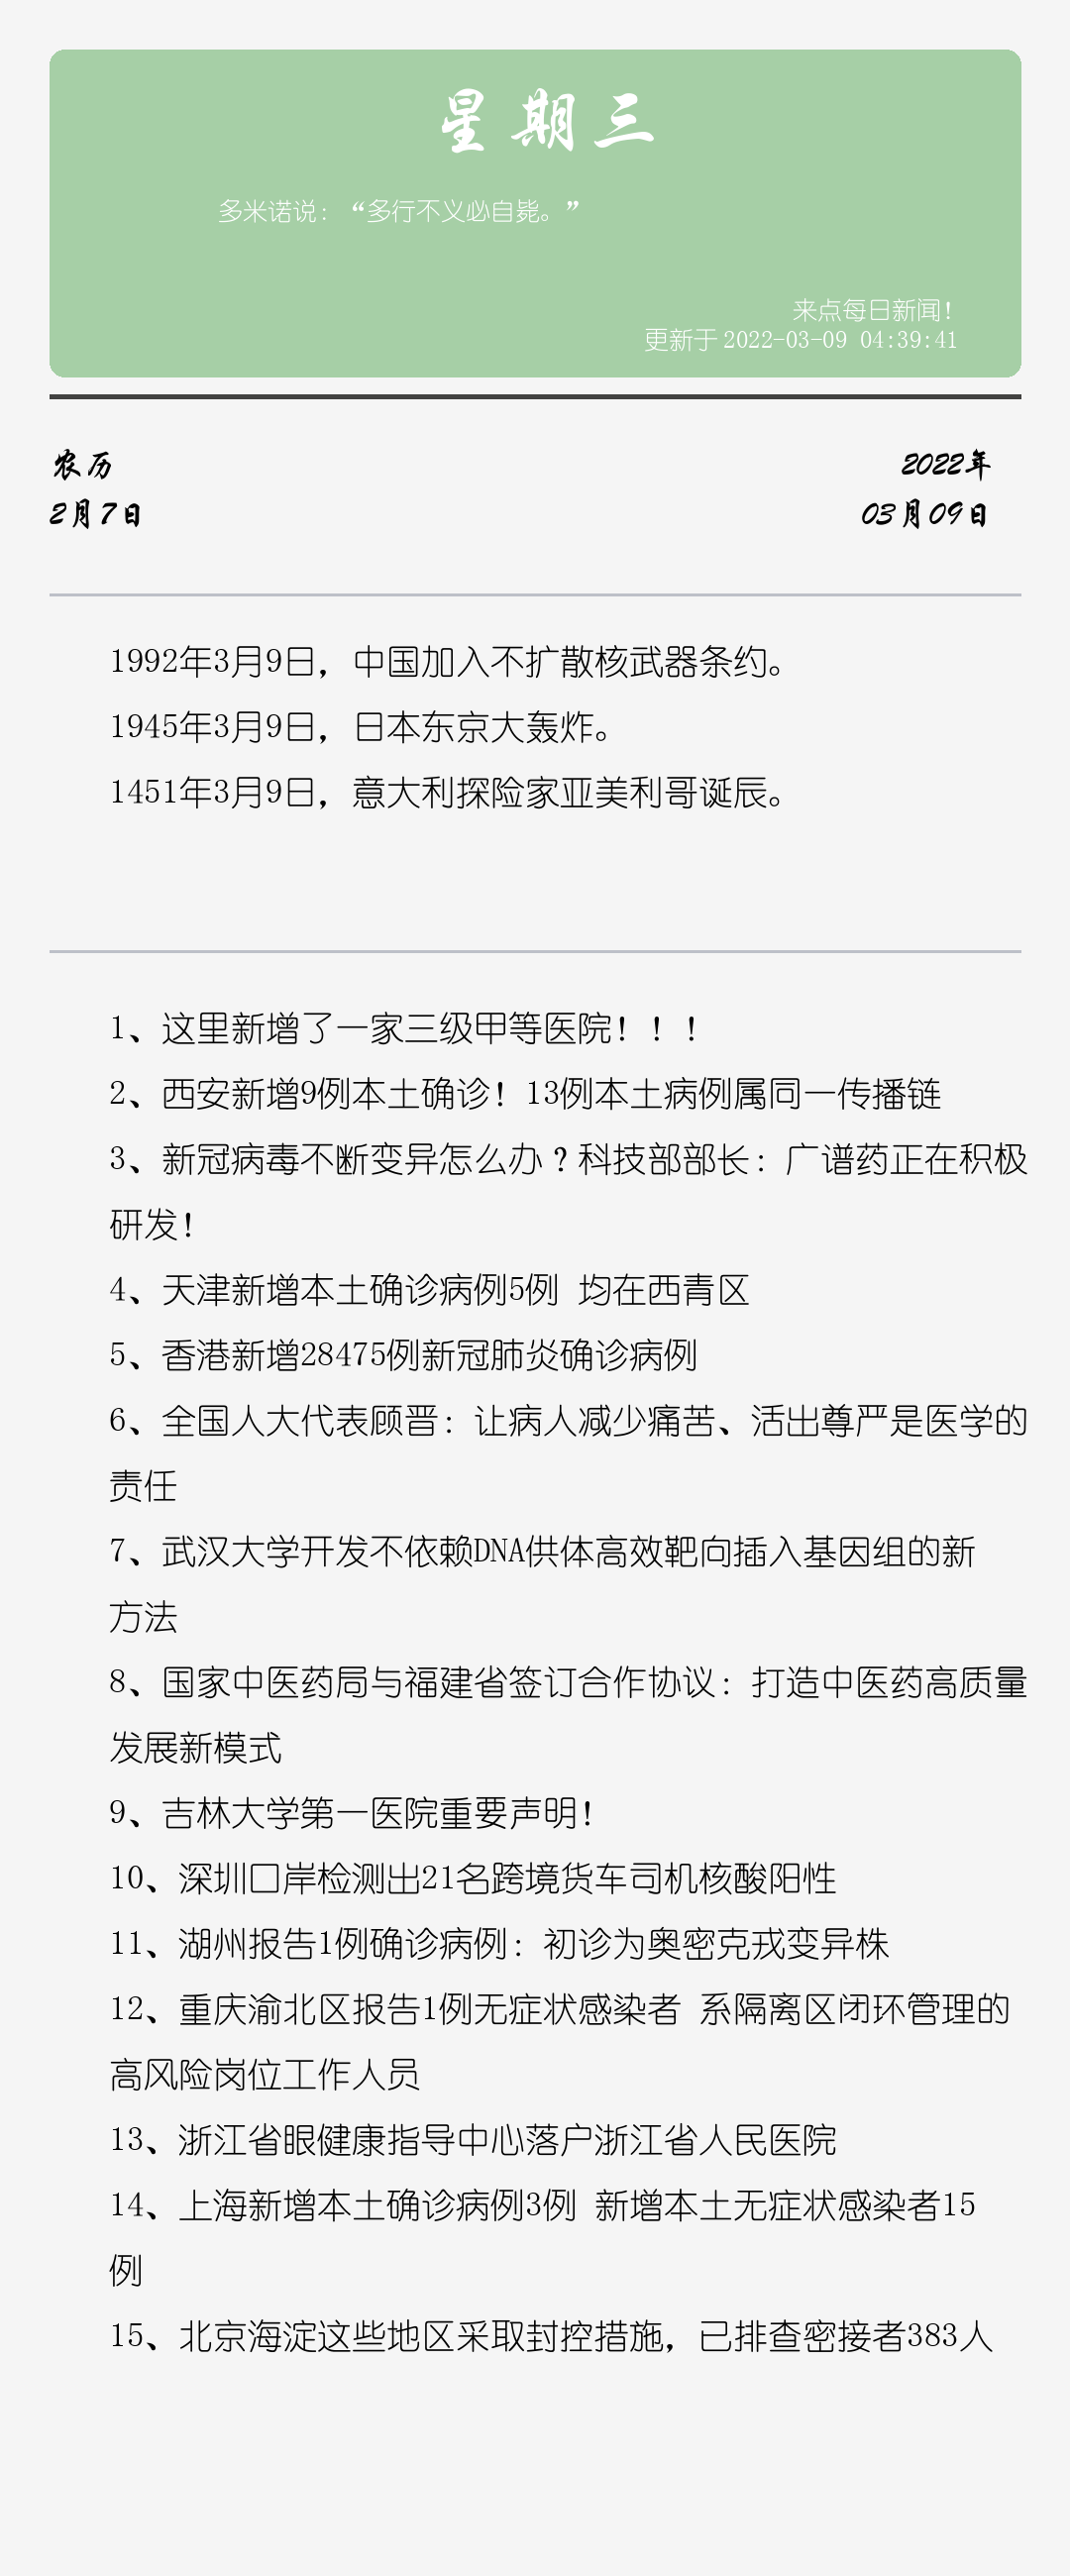 星期三
多米诺说：“多行不义必自毙。”
来点每日新闻！
更新于2022-03-09 04:39:41
农历
2022年
2月7日
03月09日
1992年3月9日，中国加入不扩散核武器条约。
1945年3月9日，日本东京大轰炸。
1451年3月9日，意大利探险家亚美利哥诞辰。
1、这里新增了一家三级甲等医院！！！
2、西安新增9例本土确诊！13例本土病例属同一传播链
3、新冠病毒不断变异怎么办？科技部部长：广谱药正在积极
研发！
4、天津新增本土确诊病例5例 均在西青区
5、香港新增28475例新冠肺炎确诊病例
6、全国人大代表顾晋：让病人减少痛苦、活出尊严是医学的
责任
7、武汉大学开发不依赖DNA供体高效靶向插入基因组的新
方法
8、国家中医药局与福建省签订合作协议：打造中医药高质量
发展新模式
9、吉林大学第一医院重要声明！
10、深圳口岸检测出21名跨境货车司机核酸阳性
11、湖州报告1例确诊病例：初诊为奥密克戎变异株
12、重庆渝北区报告1例无症状感染者 系隔离区闭环管理的
高风险岗位工作人员
13、浙江省眼健康指导中心落户浙江省人民医院
14、上海新增本土确诊病例3例 新增本土无症状感染者15
例
15、北京海淀这些地区采取封控措施，已排查密接者383人